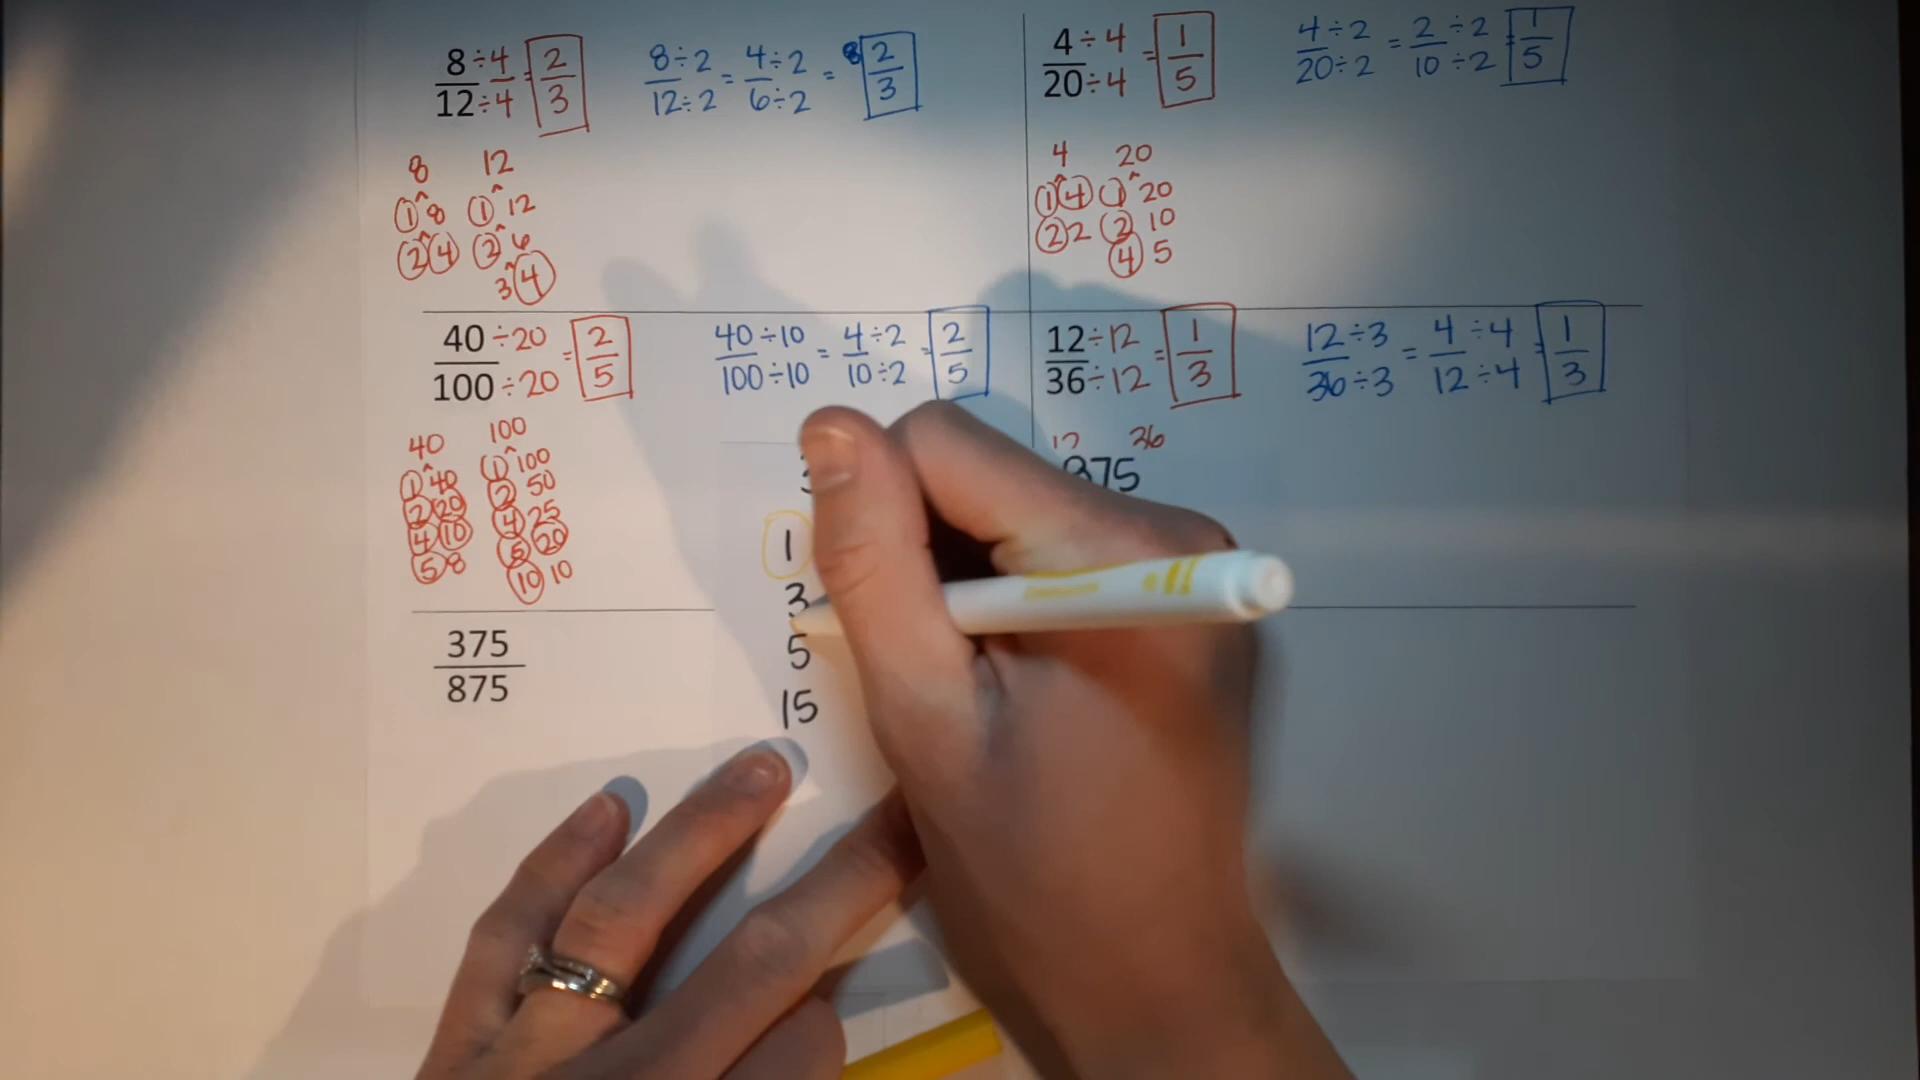 8 ÷ 4 / 12 ÷ 4 = 2/3
8 ÷ 2 / 12 ÷ 2 = 4 ÷ 2 / 6 ÷ 2 = 8 2/3
8 12
1 8 1 12
2 4 2 6
3 4
4 ÷ 4 / 20 ÷ 4 = 1/5
4 ÷ 2 / 20 ÷ 2 = 2 ÷ 2 / 10 ÷ 2 = 1/5
4 20
1 4 1 20
2 2 2 10
4 5
40 ÷ 20 / 100 ÷ 20 = 2/5
40 ÷ 10 / 100 ÷ 10 = 4 ÷ 2 / 10 ÷ 2 = 2/5
40 100
1 40 1 100
2 20 2 50
4 10 4 25
5 8 5 20
10 10
12 ÷ 12 / 36 ÷ 12 = 1/3
12 ÷ 3 / 36 ÷ 3 = 4 ÷ 4 / 12 ÷ 4 = 1/3
12 36
375
875
875
1
3
5
15